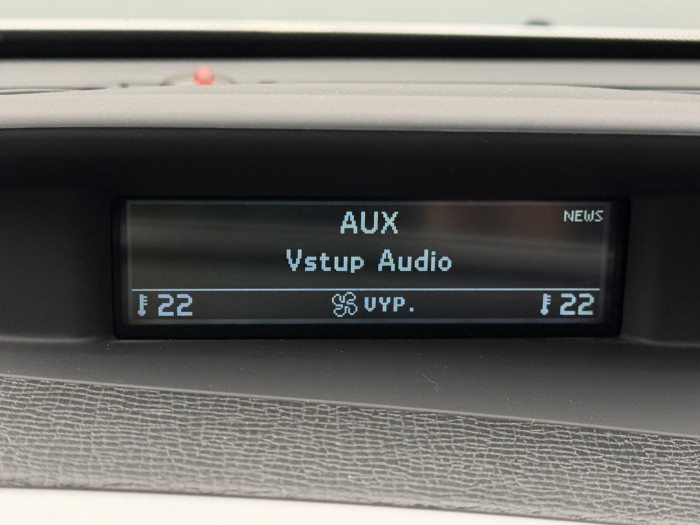 NEWS
AUX
Vstup Audio
22 VYP. 22